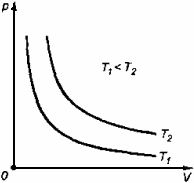 p
T₁ < T₂
T₂
T₁
0
V